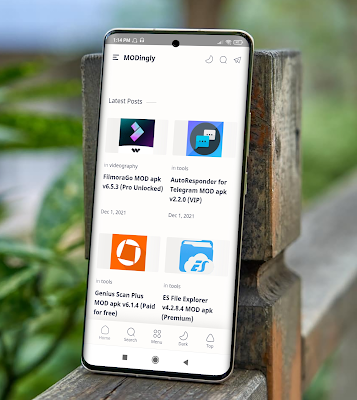 1:14 PM
MODingly
Latest Posts
in videography
FilmoraGo MOD apk
v6.5.3 (Pro Unlocked)
Dec 1, 2021
in tools
AutoResponder for
Telegram MOD apk
v2.2.0 (VIP)
Dec 1, 2021
in tools
Genius Scan Plus
MOD apk v6.1.4 (Paid
for free)
ES
in tools
ES File Explorer
v4.2.8.4 MOD apk
(Premium)
Home
Search
Menu
Dark
Top